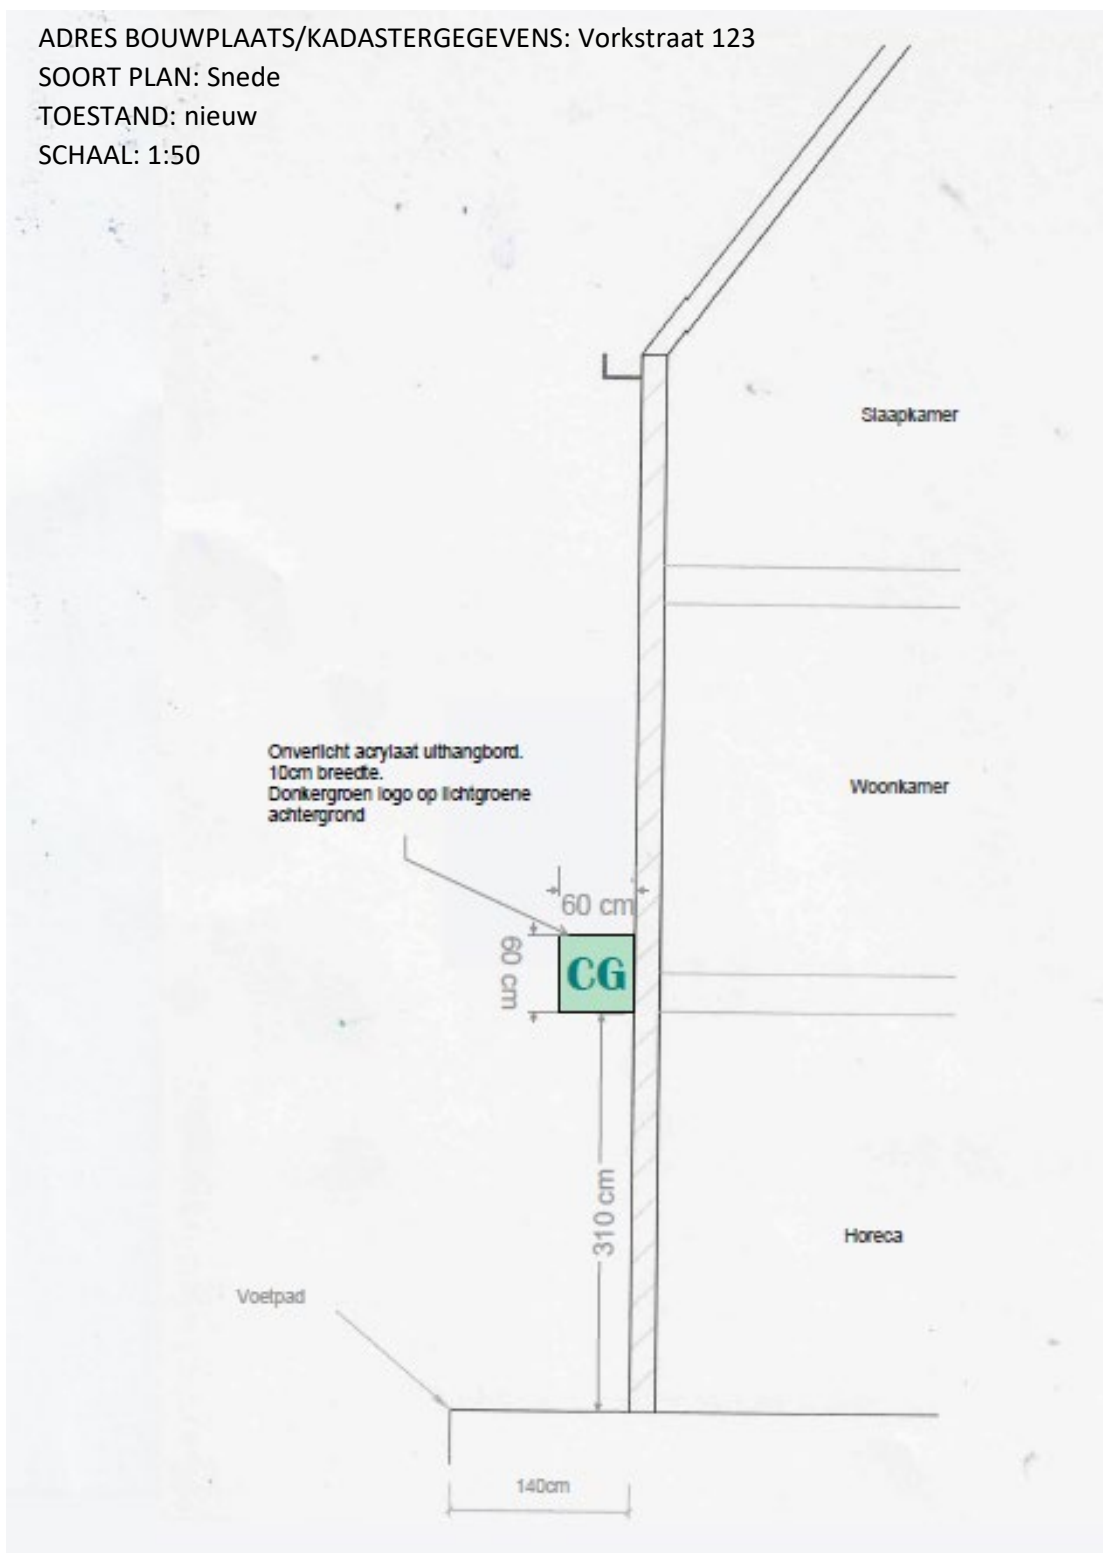 ADRES BOUWPLAATS/KADASTERGEGEVENS: Vorkstraat 123
SOORT PLAN: Snede
TOESTAND: nieuw
SCHAAL: 1:50
Slaapkamer
Onverlicht acrylaat uithangbord.
10cm breedte.
Donkergroen logo op lichtgroene
achtergrond
Woonkamer
60 cm
60 cm
CG
310 cm
Horeca
Voetpad
140cm